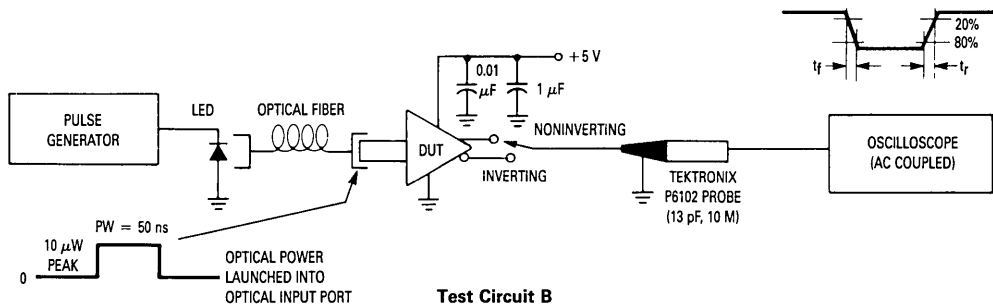 20%
80%
tf
tr
+5 V
0.01
μF
1 μF
PULSE
GENERATOR
LED
OPTICAL FIBER
DUT
NONINVERTING
INVERTING
TEKTRONIX
P6102 PROBE
(13 pF, 10 M)
OSCILLOSCOPE
(AC COUPLED)
PW = 50 ns
10 μW
PEAK
0
OPTICAL POWER
LAUNCHED INTO
OPTICAL INPUT PORT
Test Circuit B